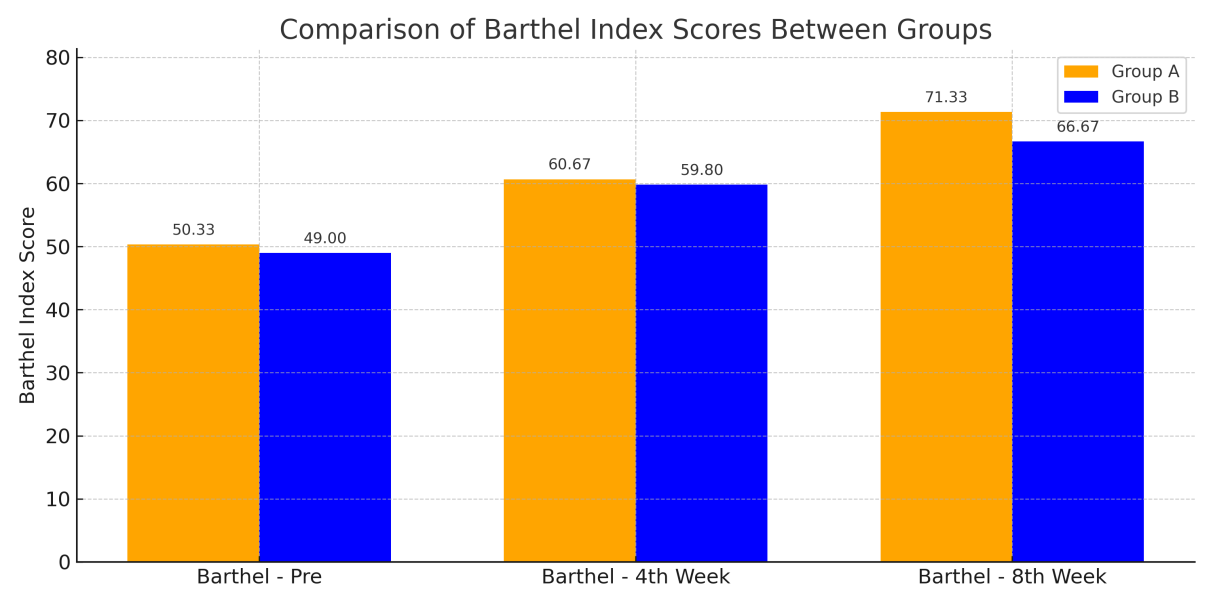 Comparison of Barthel Index Scores Between Groups
Barthel Index Score
80
70
60
50
40
30
20
10
0
50.33
49.00
60.67
59.80
71.33
66.67
Group A
Group B
Barthel - Pre
Barthel - 4th Week
Barthel - 8th Week